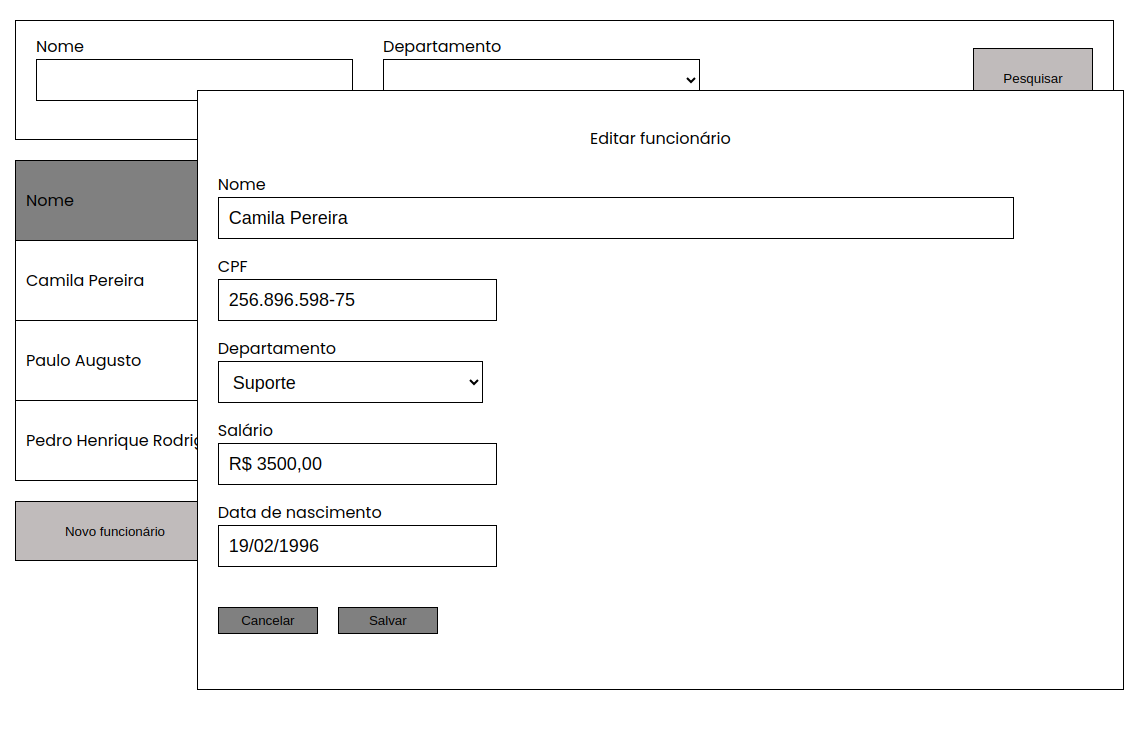 Nome
Departamento
Pesquisar
Editar funcionário
Nome
Nome
Camila Pereira
CPF
Camila Pereira
256.896.598-75
Departamento
Paulo Augusto
Suporte
Salário
Pedro Henrique
R$ 3500,00
Data de nascimento
Novo funcionário
19/02/1996
Cancelar
Salvar